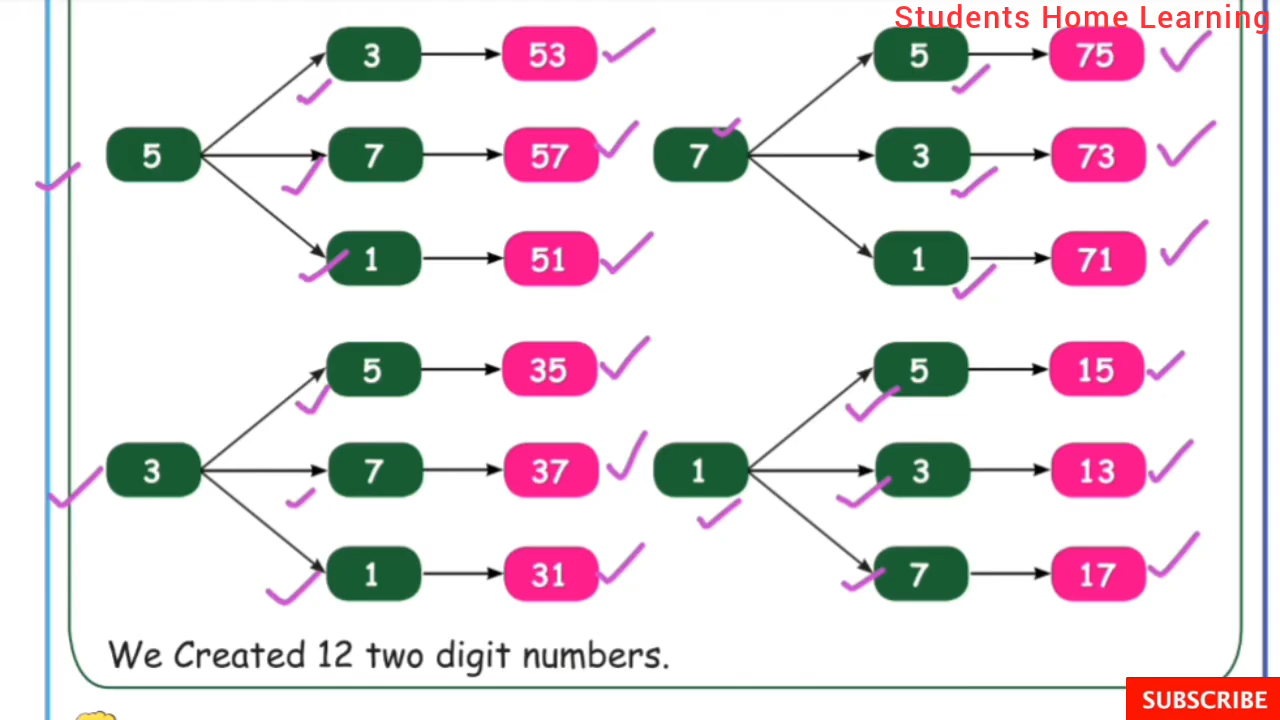 Students Home Learning
3 53
5 7 57
1 51
5 75
7 3 73
1 71
5 35
3 7 37
1 31
5 15
1 3 13
7 17
We Created 12 two digit numbers.
SUBSCRIBE